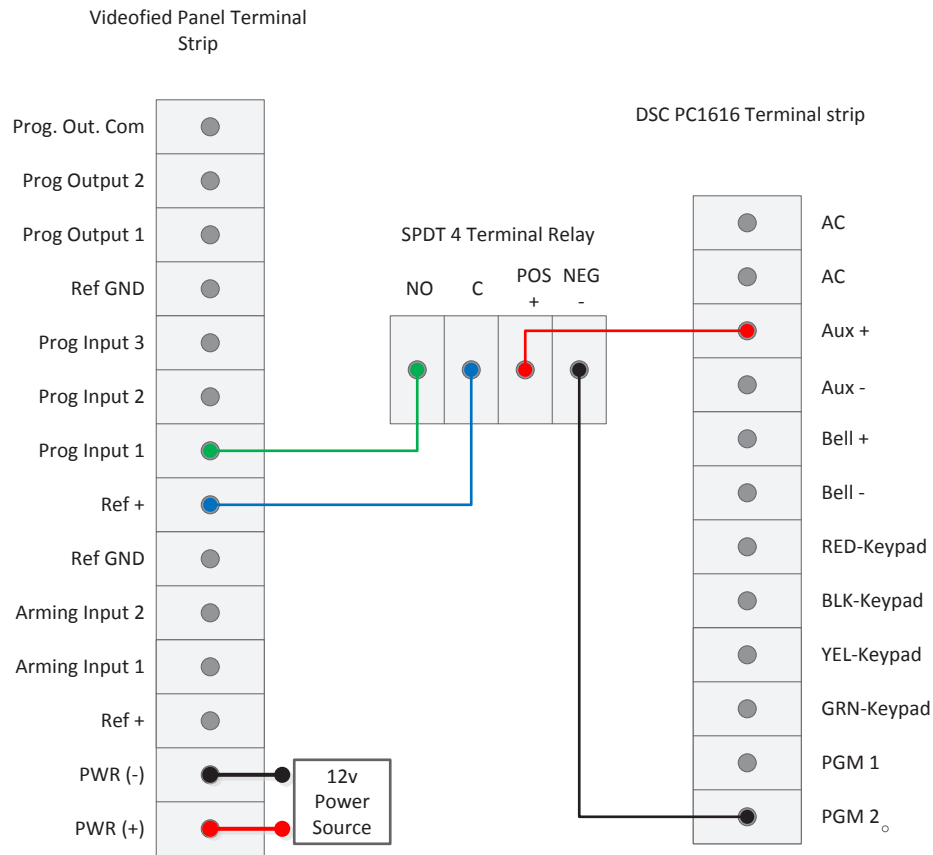 Videofied Panel Terminal
Strip
Prog. Out. Com
Prog Output 2
Prog Output 1
Ref GND
Prog Input 3
Prog Input 2
Prog Input 1
Ref +
Ref GND
Arming Input 2
Arming Input 1
Ref +
PWR (-)
PWR (+)
12v
Power
Source
SPDT 4 Terminal Relay
NO C POS NEG
+ -
DSC PC1616 Terminal strip
AC
AC
Aux +
Aux -
Bell +
Bell -
RED-Keypad
BLK-Keypad
YEL-Keypad
GRN-Keypad
PGM 1
PGM 2